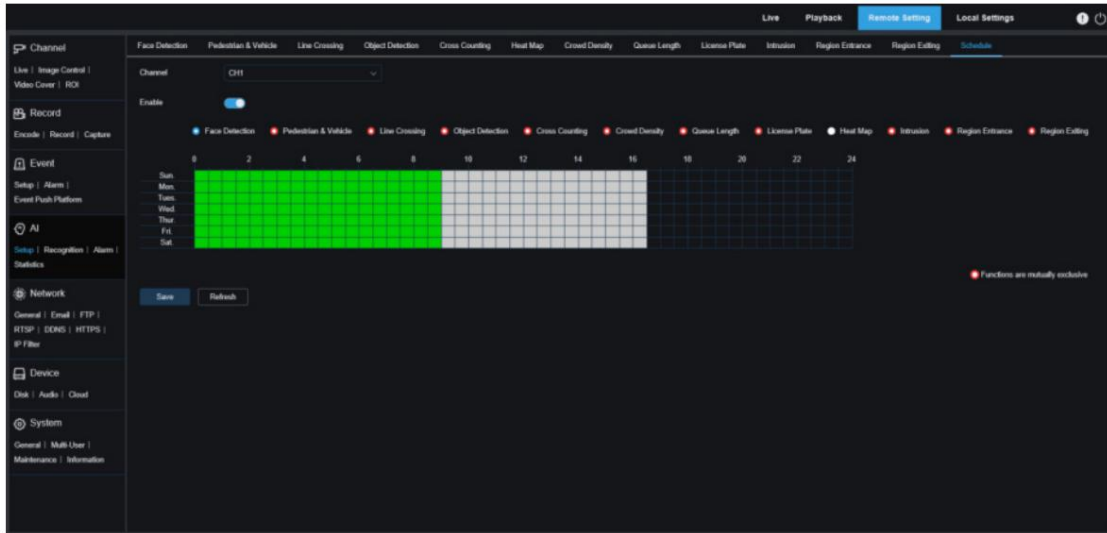 Live Playback Remote Setting Local Settings
Channel
Live | Image Control |
Video Cover | ROI
Record
Encode | Record | Capture
Event
Setup | Alarm |
Event Push Platform
AI
Setup | Recognition | Alarm |
Statistics
Network
General | Email | FTP |
RTSP | DDNS | HTTPS |
IP Filter
Device
Disk | Audio | Cloud
System
General | Multi-User |
Maintenance | Information
Face Detection Pedestrian & Vehicle Line Crossing Object Detection Cross Counting Heat Map Crowd Density Queue Length License Plate Intrusion Region Entrance Region Exiting Schedule
Channel CH1
Enable
Face Detection Pedestrian & Vehicle Line Crossing Object Detection Cross Counting Crowd Density Queue Length License Plate Heat Map Intrusion Region Entrance Region Exiting
0 2 4 6 8 10 12 14 16 18 20 22 24
Sun.
Mon.
Tues.
Wed.
Thur.
Fri.
Sat.
Functions are mutually exclusive
Save Refresh